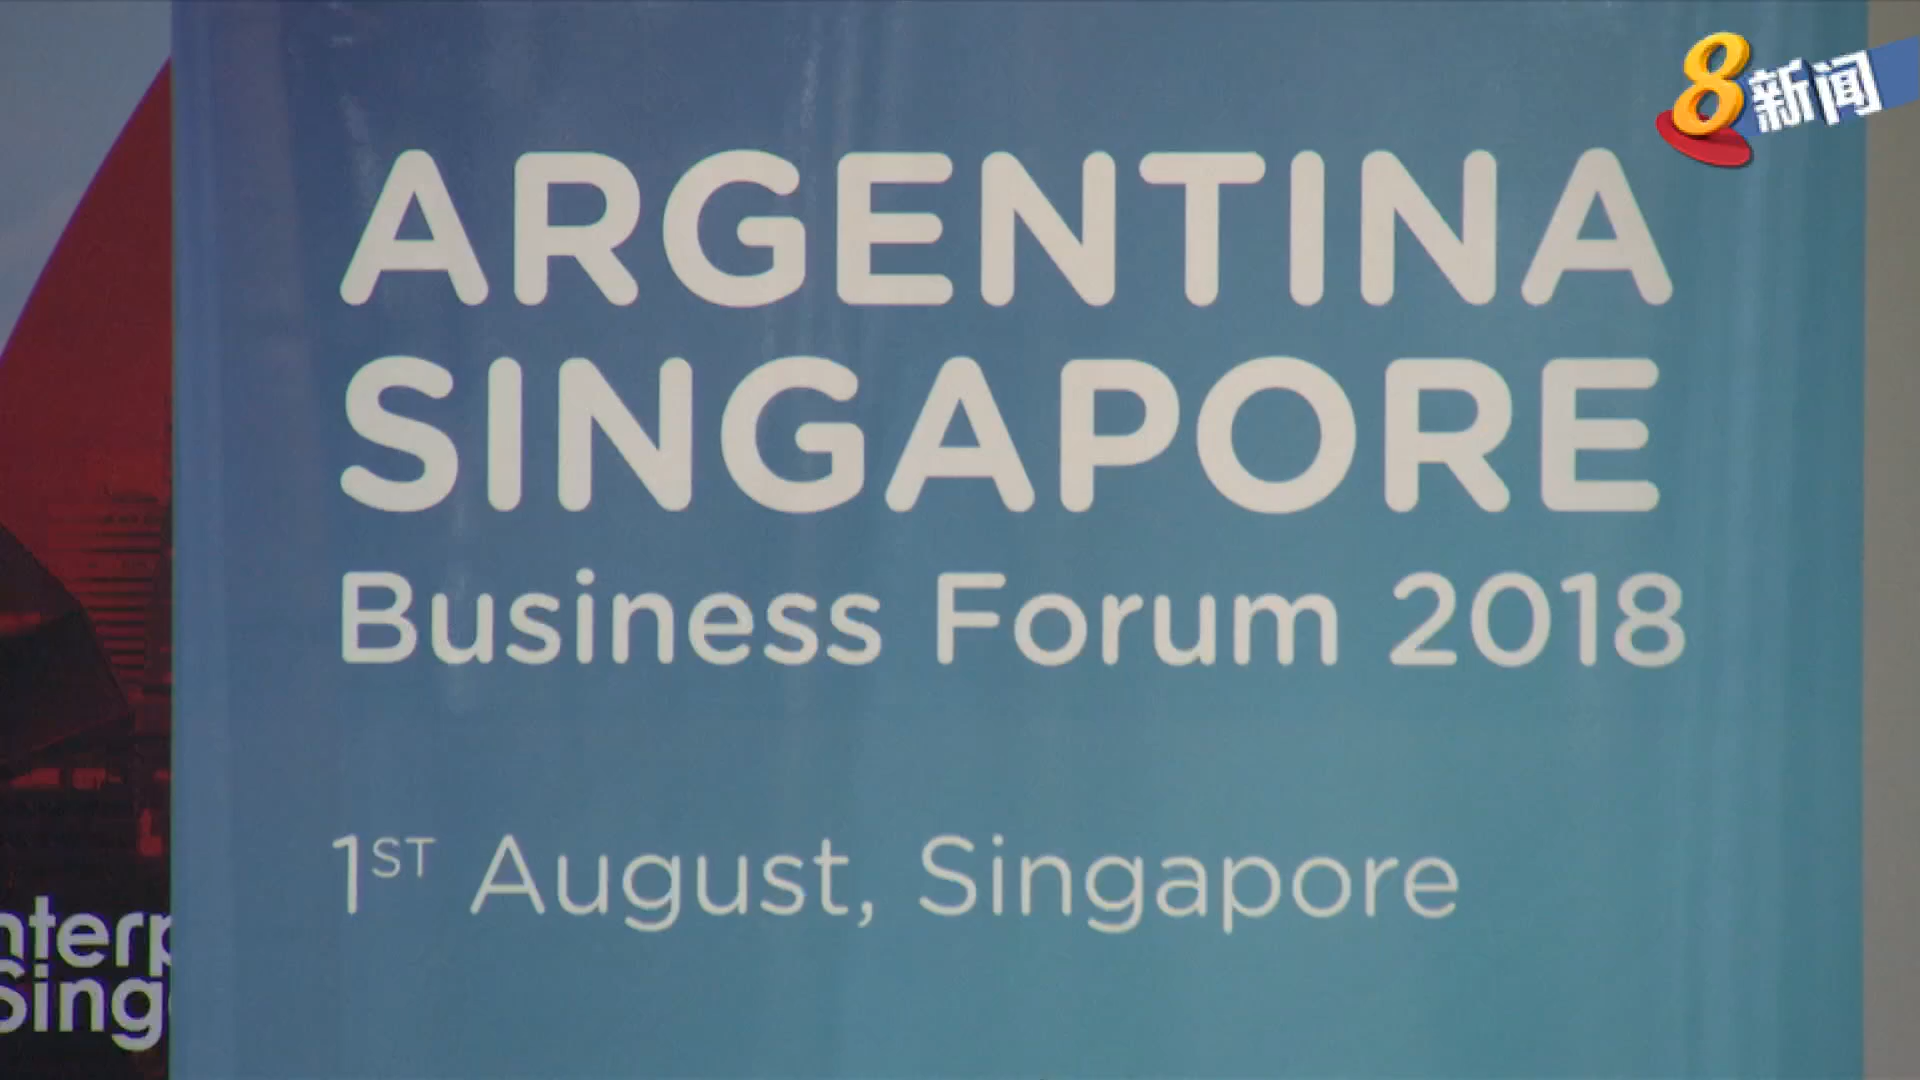 8新闻
ARGENTINA
SINGAPORE
Business Forum 2018
1ST August, Singapore